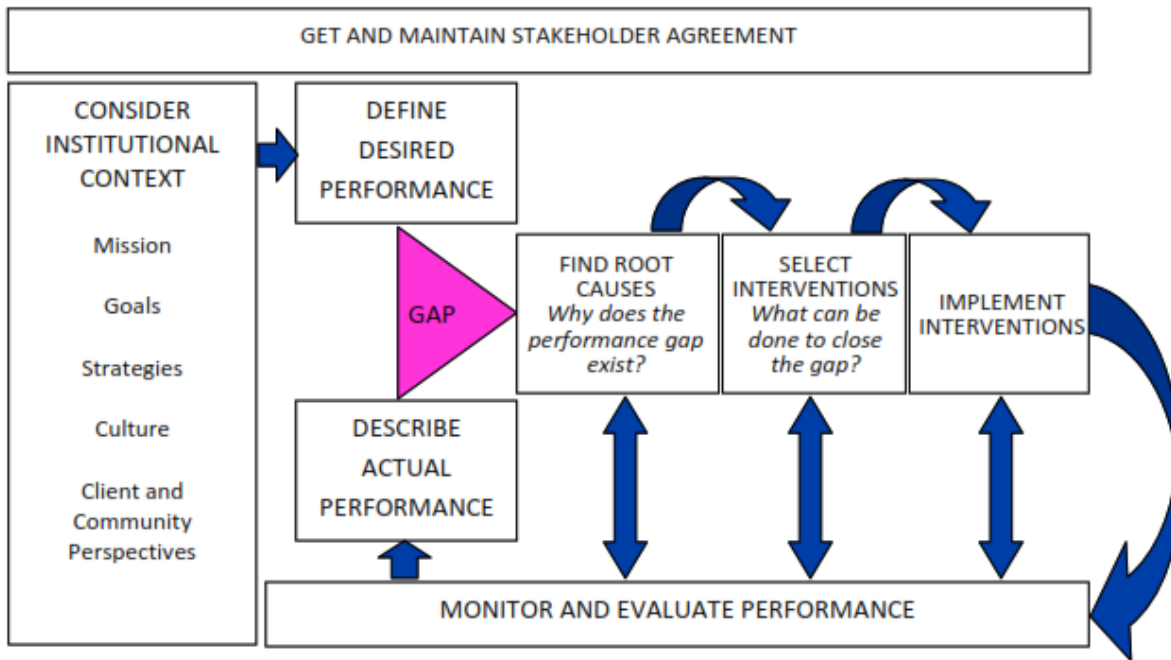 GET AND MAINTAIN STAKEHOLDER AGREEMENT
CONSIDER
INSTITUTIONAL
CONTEXT
Mission
Goals
Strategies
Culture
Client and
Community
Perspectives
DEFINE
DESIRED
PERFORMANCE
GAP
DESCRIBE
ACTUAL
PERFORMANCE
FIND ROOT
CAUSES
Why does the
performance gap
exist?
SELECT
INTERVENTIONS
What can be
done to close
the gap?
IMPLEMENT
INTERVENTIONS
MONITOR AND EVALUATE PERFORMANCE